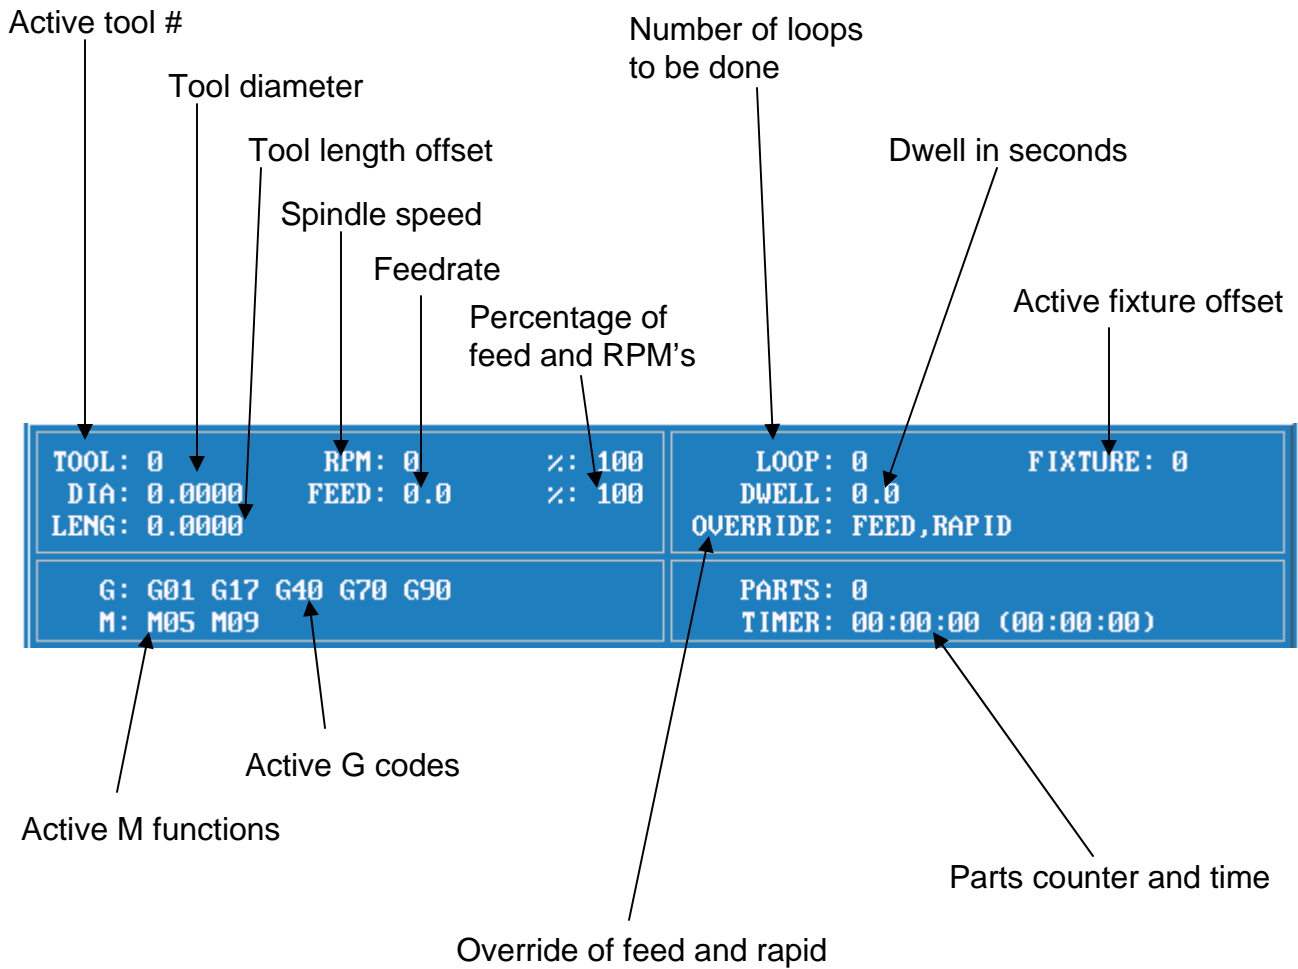 Active tool #
Number of loops
to be done
Tool diameter
Tool length offset
Dwell in seconds
Spindle speed
Feedrate
Active fixture offset
Percentage of
feed and RPM’s
TOOL: 0 RPM: 0 %: 100 LOOP: 0 FIXTURE: 0
DIA: 0.0000 FEED: 0.0 %: 100 DWELL: 0.0
LENG: 0.0000 OVERRIDE: FEED,RAPID
G: G01 G17 G40 G70 G90 PARTS: 0
M: M05 M09 TIMER: 00:00:00 (00:00:00)
Active G codes
Active M functions
Parts counter and time
Override of feed and rapid